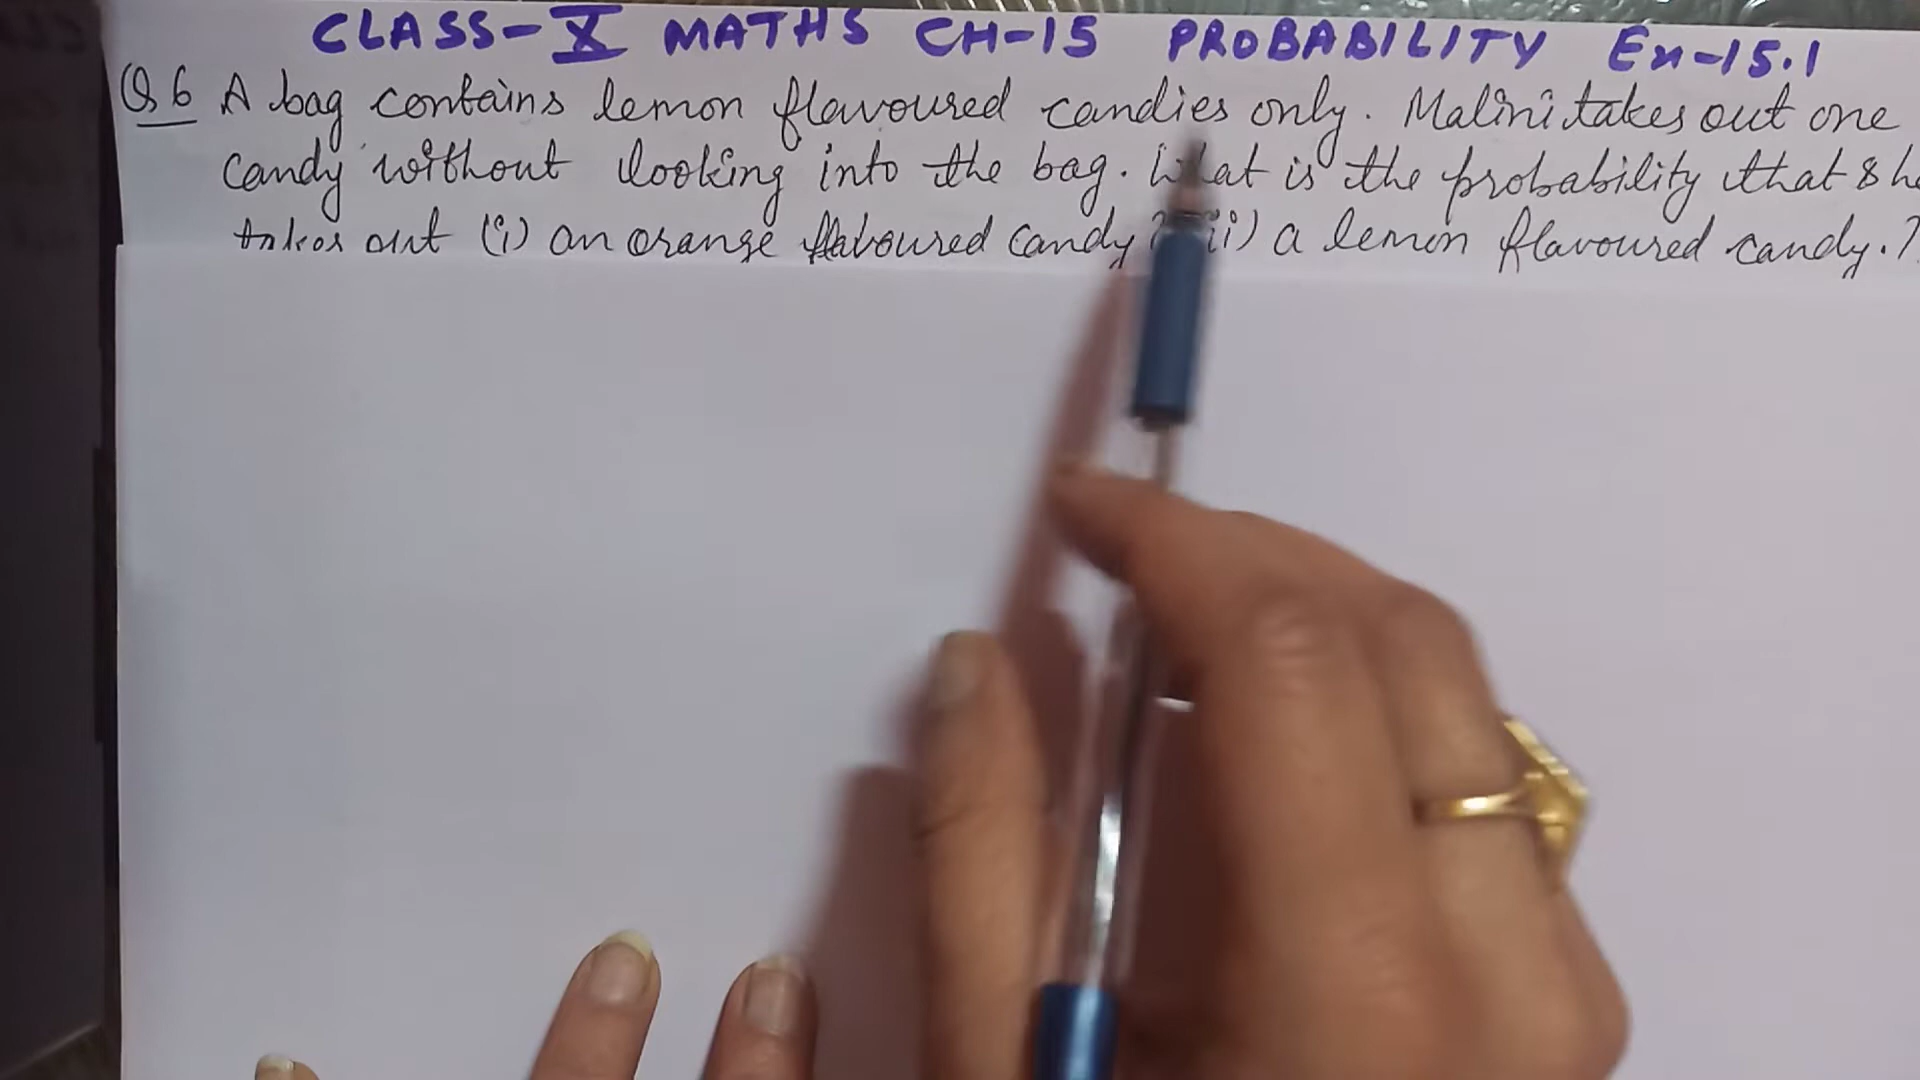 CLASS-X MATHS CH-15 PROBABILITY Ex-15.1
Q6 A bag contains lemon flavoured candies only. Malini takes out one
candy without looking into the bag. What is the probability that she
takes out (i) an orange flavoured candy? (ii) a lemon flavoured candy.?